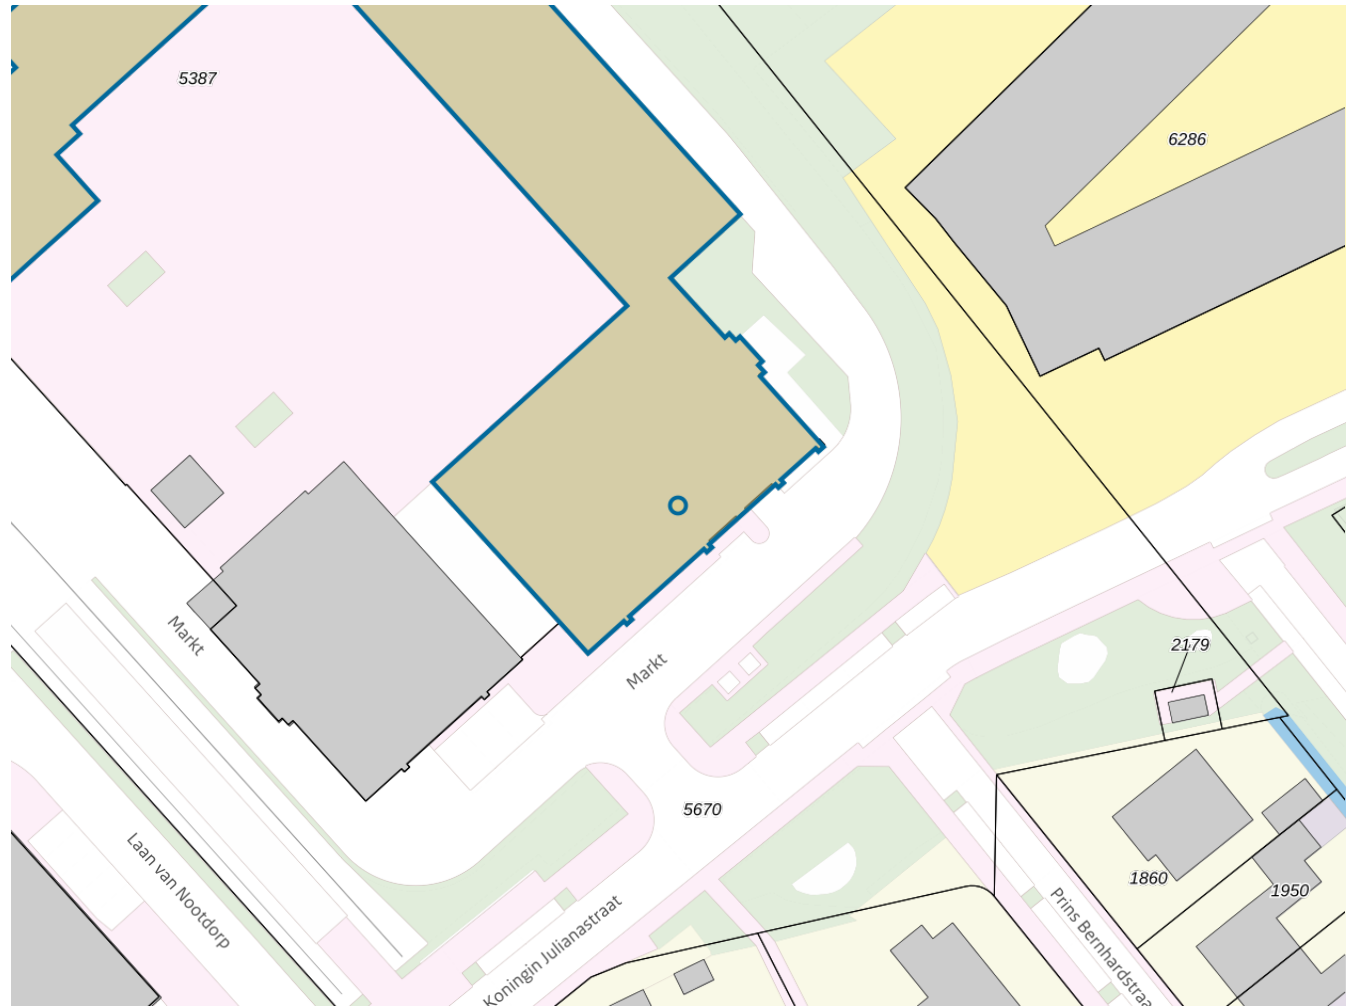 5387
6286
Markt
2179
Markt
5670
Laan van Nootdorp
1860
1950
Koningin Julianastraat
Prins Bernhardstraa